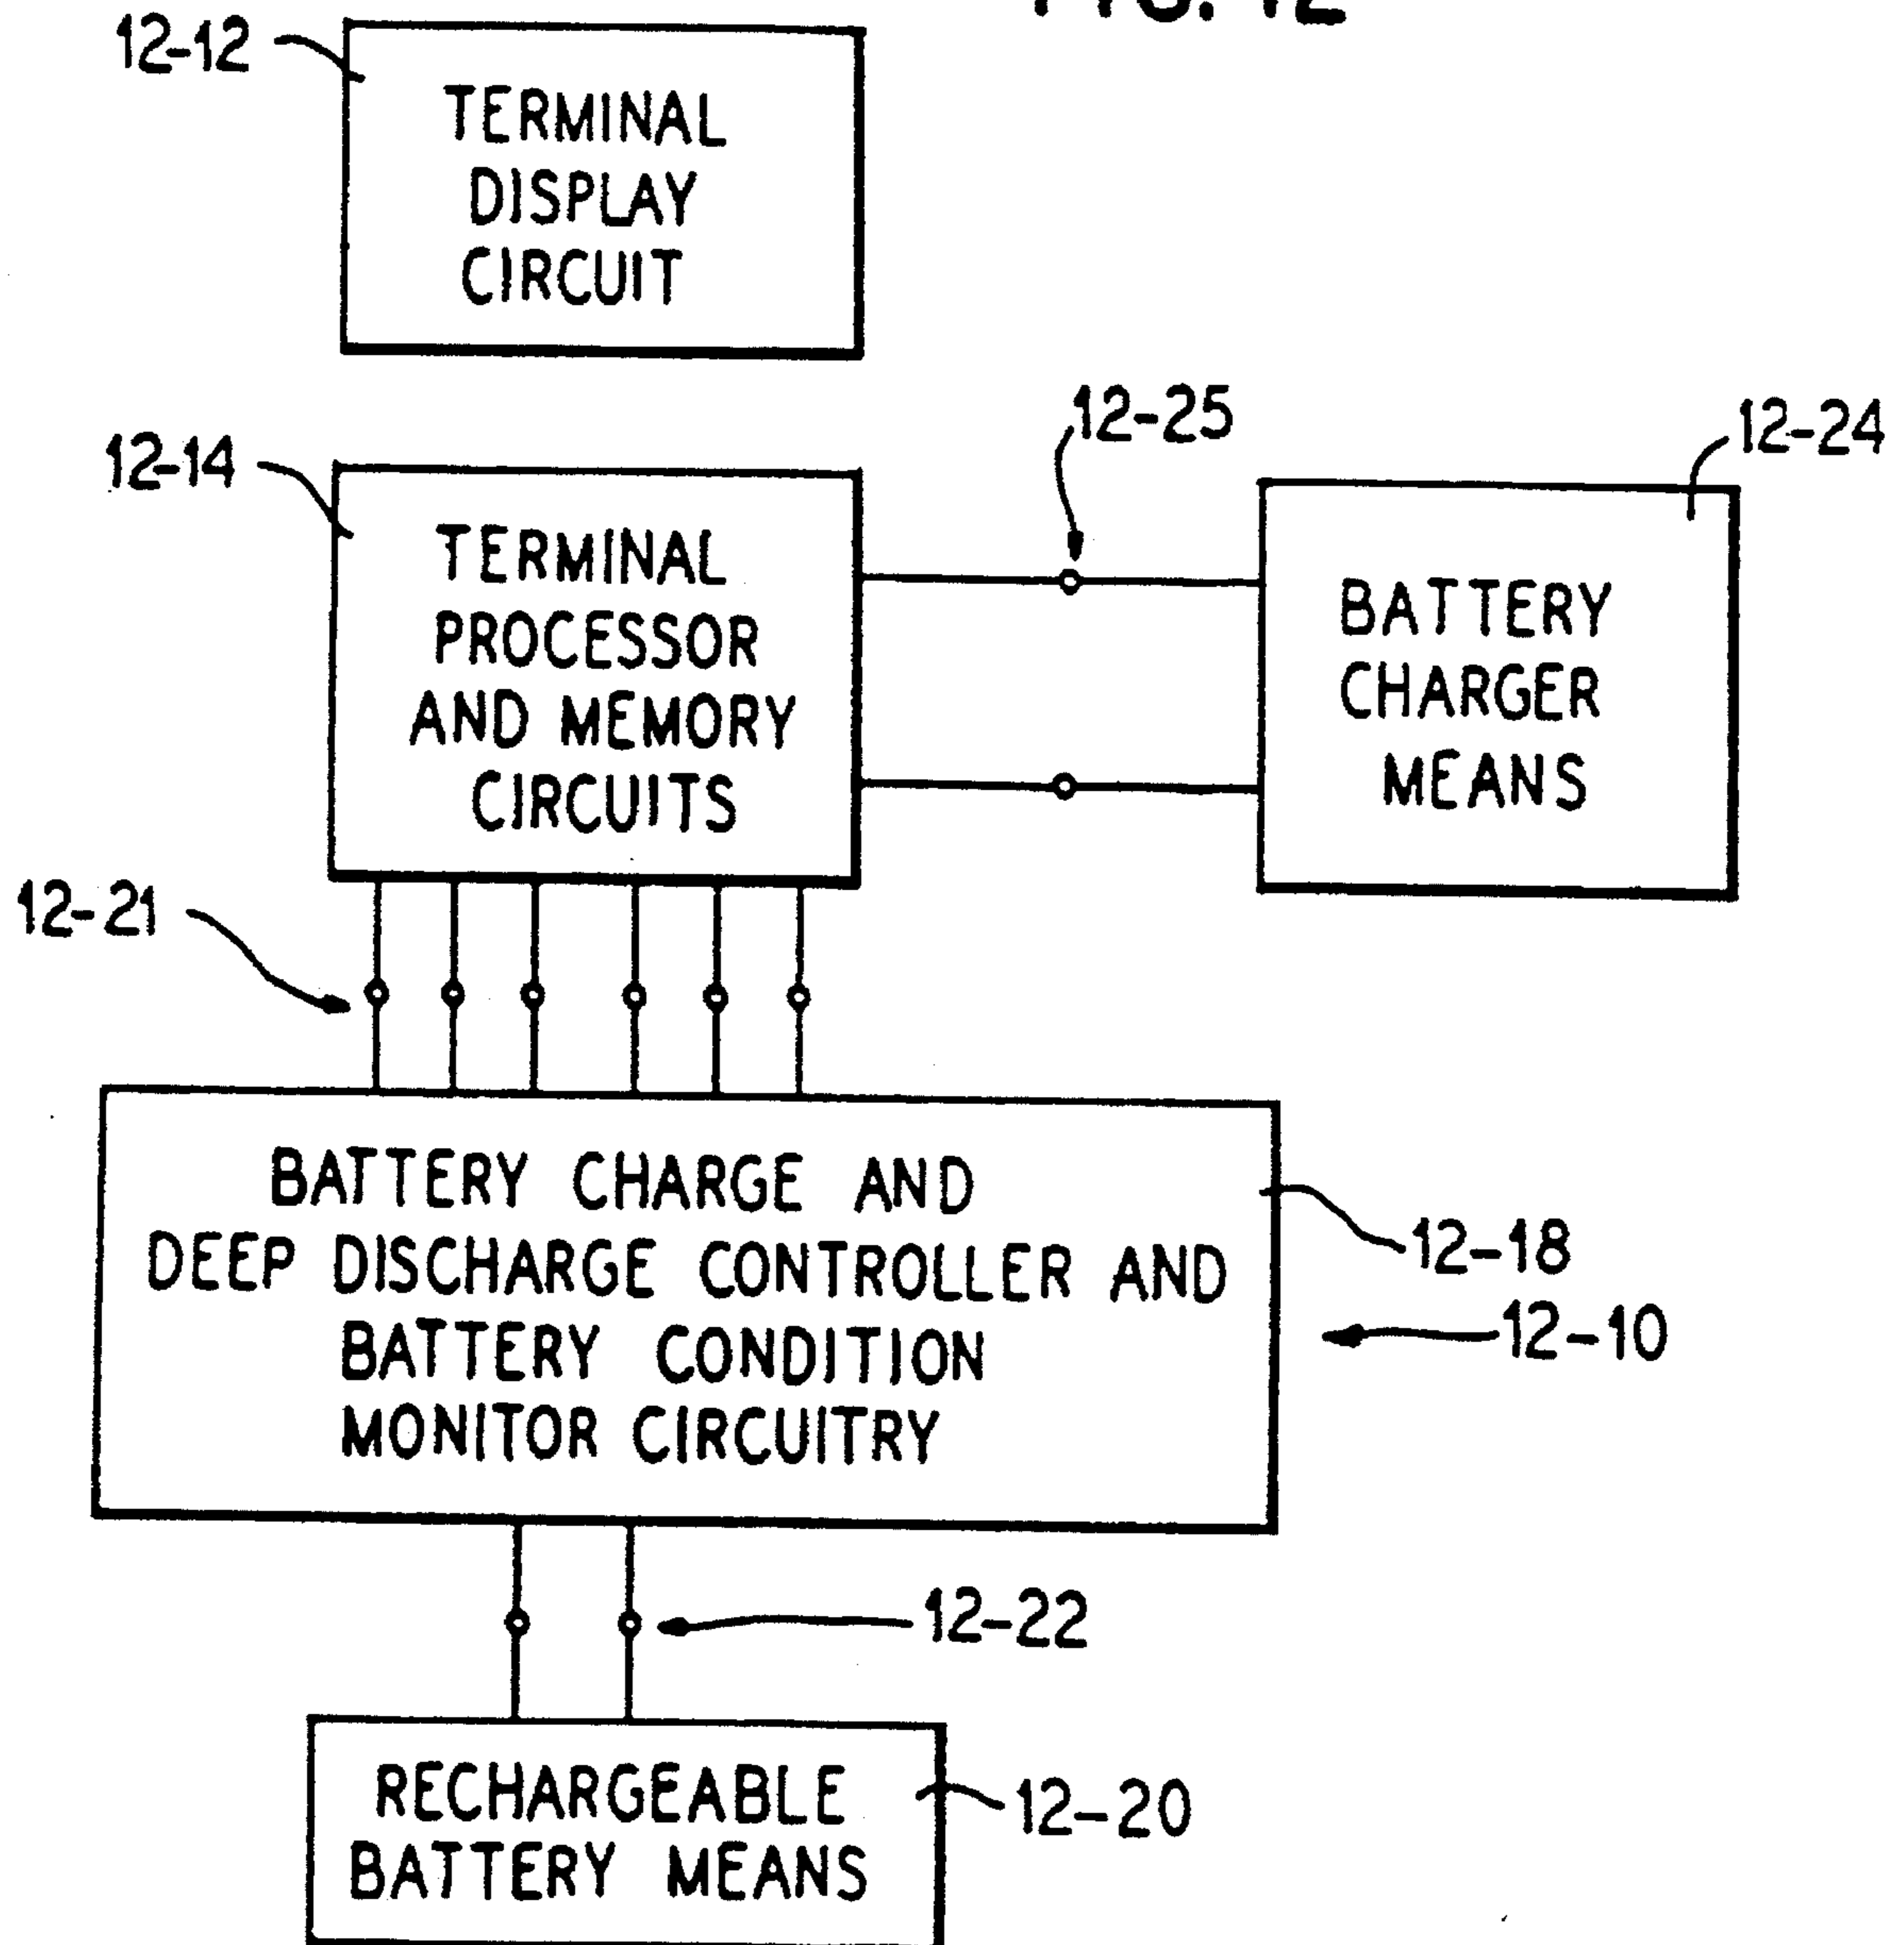 FIG. 12
12-12
TERMINAL
DISPLAY
CIRCUIT
12-25
12-24
12-14
TERMINAL
PROCESSOR
AND MEMORY
CIRCUITS
BATTERY
CHARGER
MEANS
12-21
BATTERY CHARGE AND
DEEP DISCHARGE CONTROLLER AND
BATTERY CONDITION
MONITOR CIRCUITRY
12-18
12-10
12-22
RECHARGEABLE
BATTERY MEANS
12-20